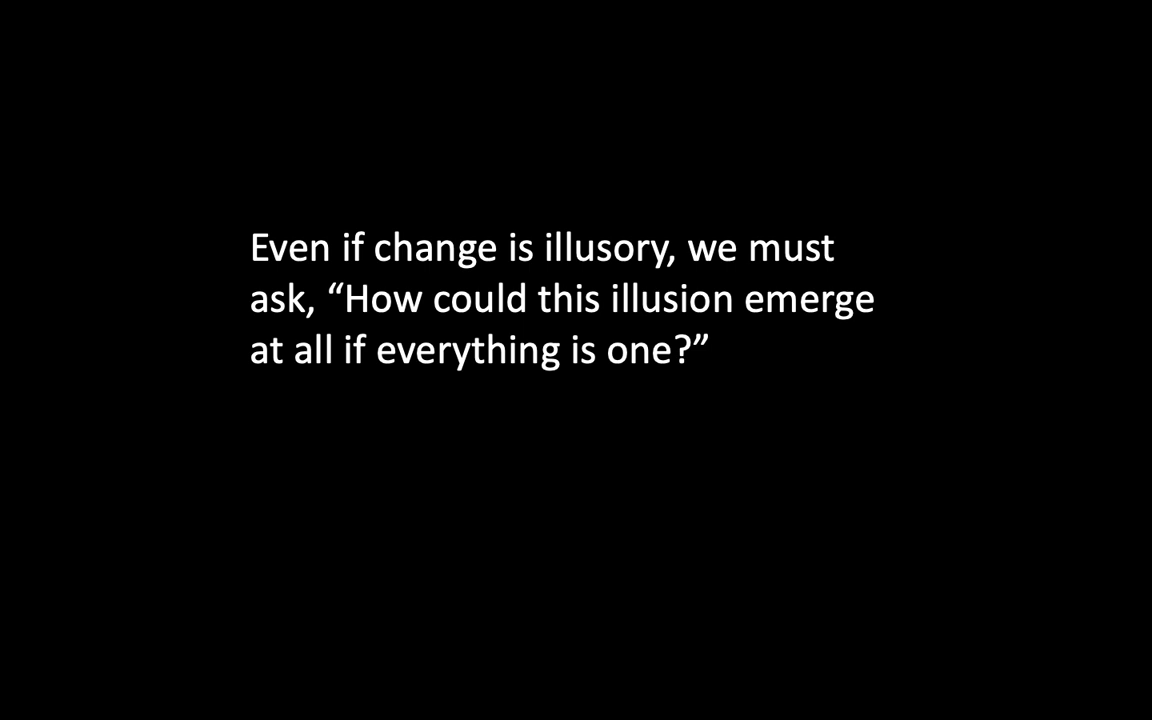 Even if change is illusory, we must
ask, “How could this illusion emerge
at all if everything is one?”